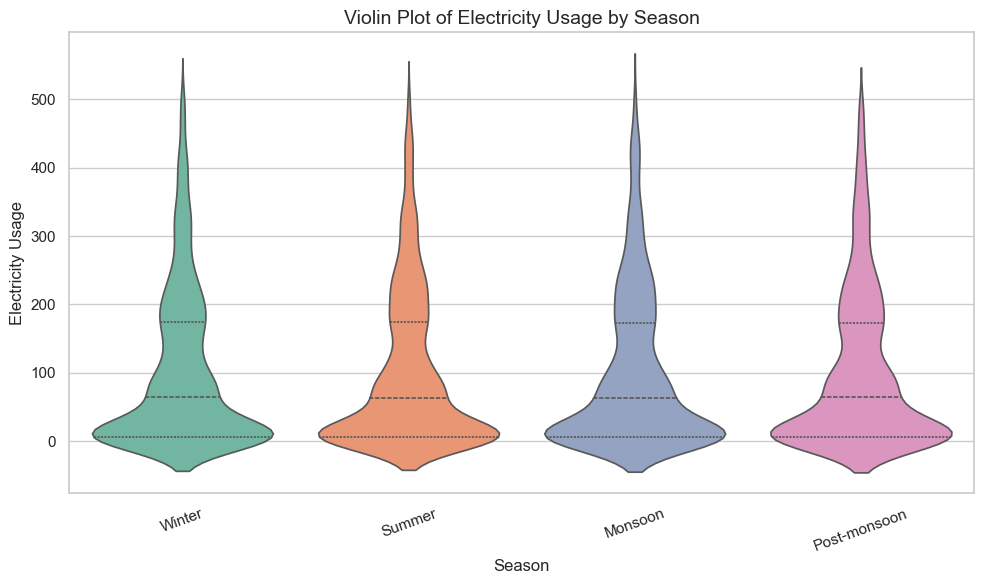 Violin Plot of Electricity Usage by Season
Electricity Usage
500
400
300
200
100
0
Winter
Summer
Monsoon
Post-monsoon
Season